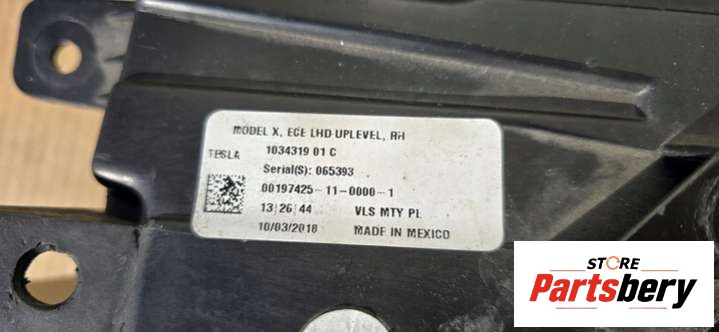 MODEL X, ECE LHD UPLEVEL, RH
TESLA 1034319 01 C
Serial(S): 065393
00197425-11-0000-1
13|26|44 VLS MTY PL
10/03/2018 MADE IN MEXICO
STORE
Partsbery